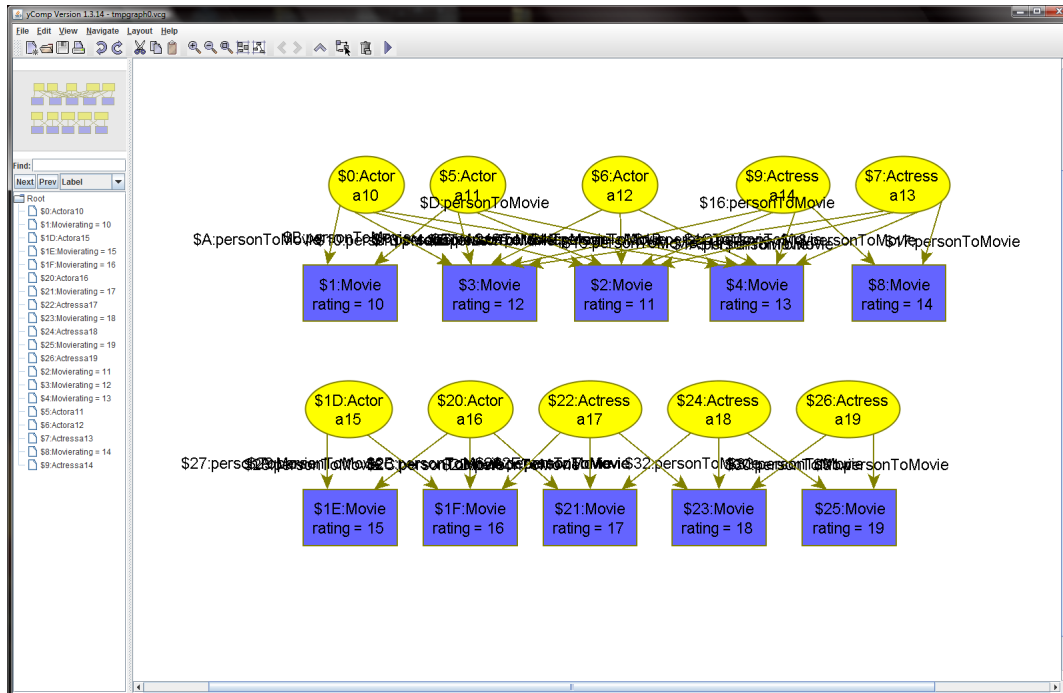 yComp Version 1.3.14 - tmpgraph0.vcg
File Edit View Navigate Layout Help
Find:
Next Prev Label
Root
$0:Actora10
$1:Movierating = 10
$1D:Actora15
$1E:Movierating = 15
$1F:Movierating = 16
$20:Actora16
$21:Movierating = 17
$22:Actressa17
$23:Movierating = 18
$24:Actressa18
$25:Movierating = 19
$26:Actressa19
$2:Movierating = 11
$3:Movierating = 12
$4:Movierating = 13
$5:Actora11
$6:Actora12
$7:Actressa13
$8:Movierating = 14
$9:Actressa14
$0:Actor
a10
$5:Actor
a11
$6:Actor
a12
$9:Actress
a14
$7:Actress
a13
$D:personToMovie
$16:personToMovie
$A:personToMovie
personToMovie
$1:Movie
rating = 10
$3:Movie
rating = 12
$2:Movie
rating = 11
$4:Movie
rating = 13
$8:Movie
rating = 14
$1D:Actor
a15
$20:Actor
a16
$22:Actress
a17
$24:Actress
a18
$26:Actress
a19
$32:personToMovie
personToMovie
$1E:Movie
rating = 15
$1F:Movie
rating = 16
$21:Movie
rating = 17
$23:Movie
rating = 18
$25:Movie
rating = 19